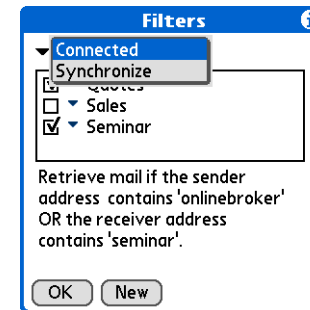 Filters
Connected
Synchronize
Quotes
Sales
Seminar
Retrieve mail if the sender
address contains 'onlinebroker'
OR the receiver address
contains 'seminar'.
OK New